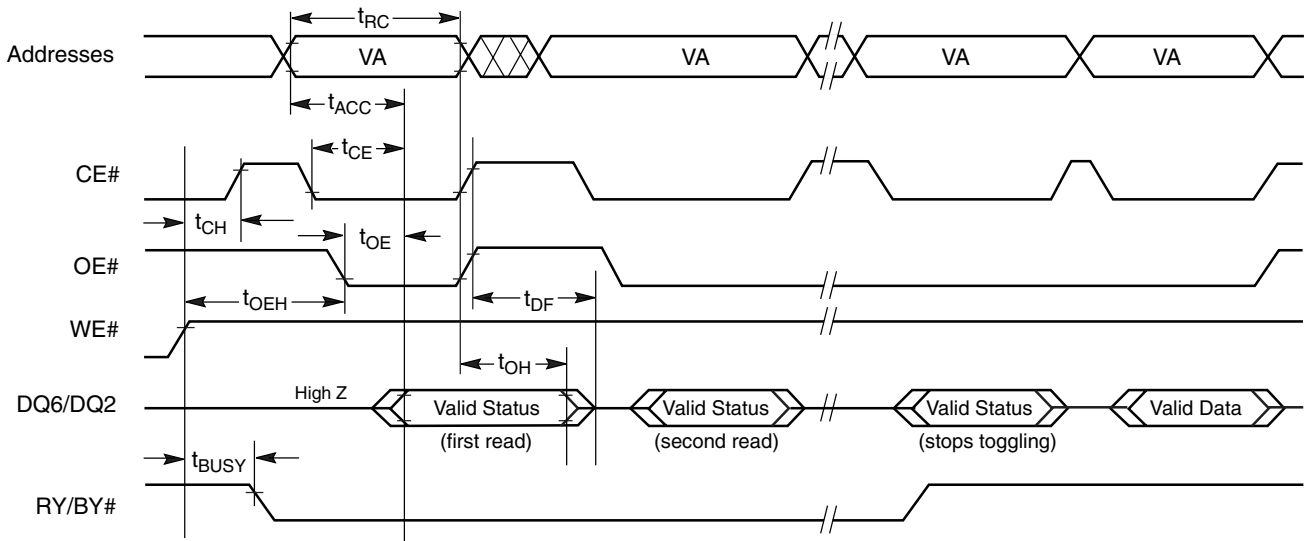 tRC
Addresses VA VA VA VA
tACC
tCE
CE#
tCH tOE
OE#
tOEH tDF
WE#
tOH
High Z
DQ6/DQ2 Valid Status Valid Status Valid Status Valid Data
(first read) (second read) (stops toggling)
tBUSY
RY/BY#